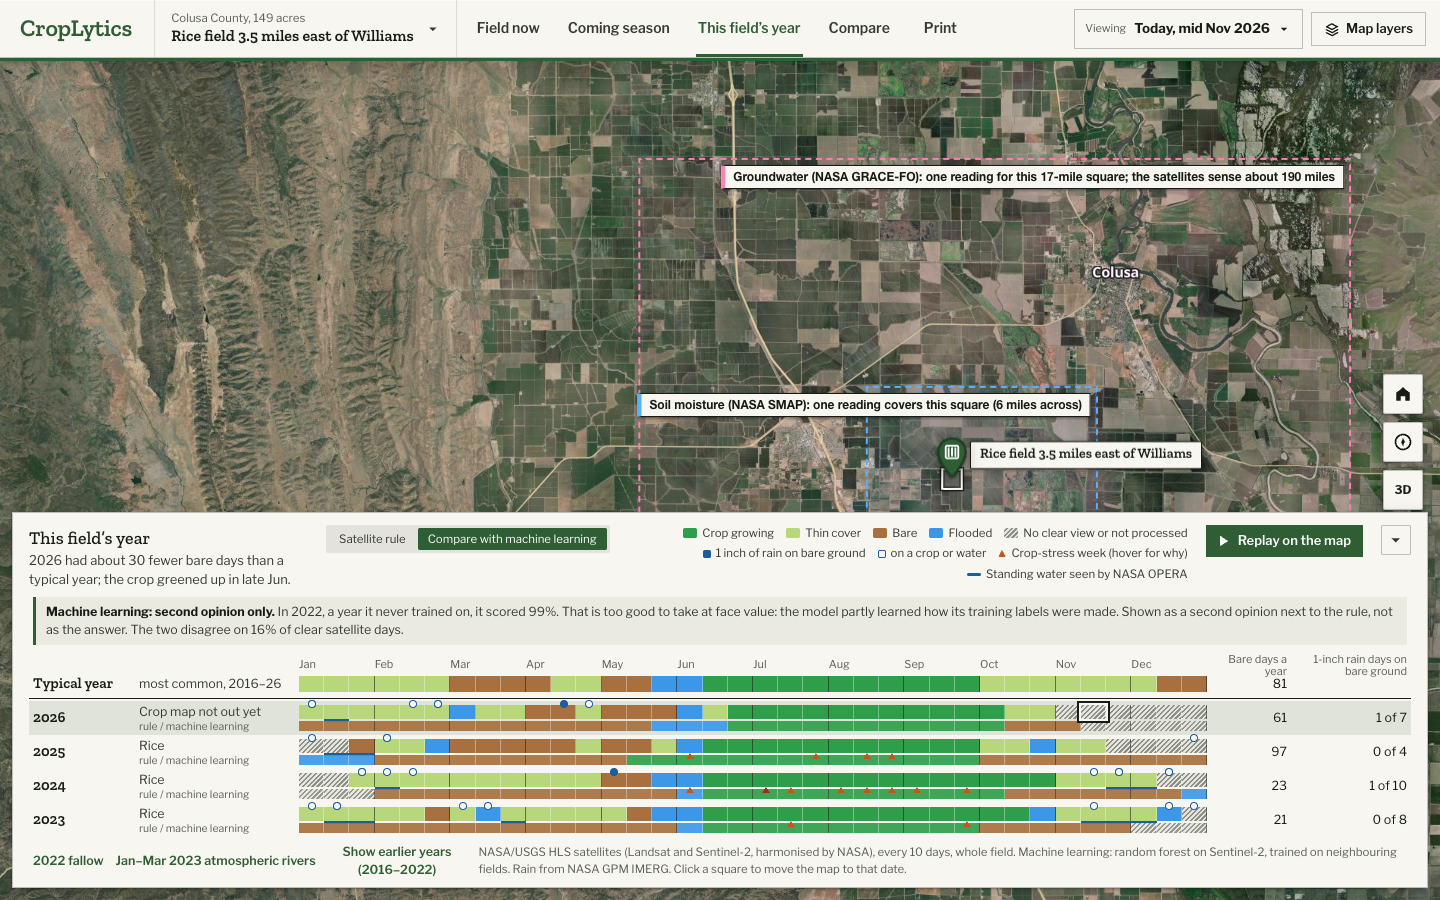 CropLytics
Colusa County, 149 acres
Rice field 3.5 miles east of Williams
Field now
Coming season
This field's year
Compare
Print
Viewing Today, mid Nov 2026
Map layers
Groundwater (NASA GRACE-FO): one reading for this 17-mile square; the satellites sense about 190 miles
Colusa
Soil moisture (NASA SMAP): one reading covers this square (6 miles across)
Rice field 3.5 miles east of Williams
3D
This field's year
2026 had about 30 fewer bare days than a
typical year; the crop greened up in late Jun.
Satellite rule
Compare with machine learning
Crop growing Thin cover Bare Flooded No clear view or not processed
1 inch of rain on bare ground on a crop or water Crop-stress week (hover for why)
Standing water seen by NASA OPERA
Replay on the map
Machine learning: second opinion only. In 2022, a year it never trained on, it scored 99%. That is too good to take at face value: the model partly learned how its training labels were made. Shown as a second opinion next to the rule, not
as the answer. The two disagree on 16% of clear satellite days.
Jan Feb Mar Apr May Jun Jul Aug Sep Oct Nov Dec
Bare days a
year
1-inch rain days on
bare ground
Typical year most common, 2016–26 81
2026 Crop map not out yet
rule / machine learning
61 1 of 7
2025 Rice
rule / machine learning
97 0 of 4
2024 Rice
rule / machine learning
23 1 of 10
2023 Rice
rule / machine learning
21 0 of 8
2022 fallow
Jan–Mar 2023 atmospheric rivers
Show earlier years
(2016–2022)
NASA/USGS HLS satellites (Landsat and Sentinel-2, harmonised by NASA), every 10 days, whole field. Machine learning: random forest on Sentinel-2, trained on neighbouring
fields. Rain from NASA GPM IMERG. Click a square to move the map to that date.